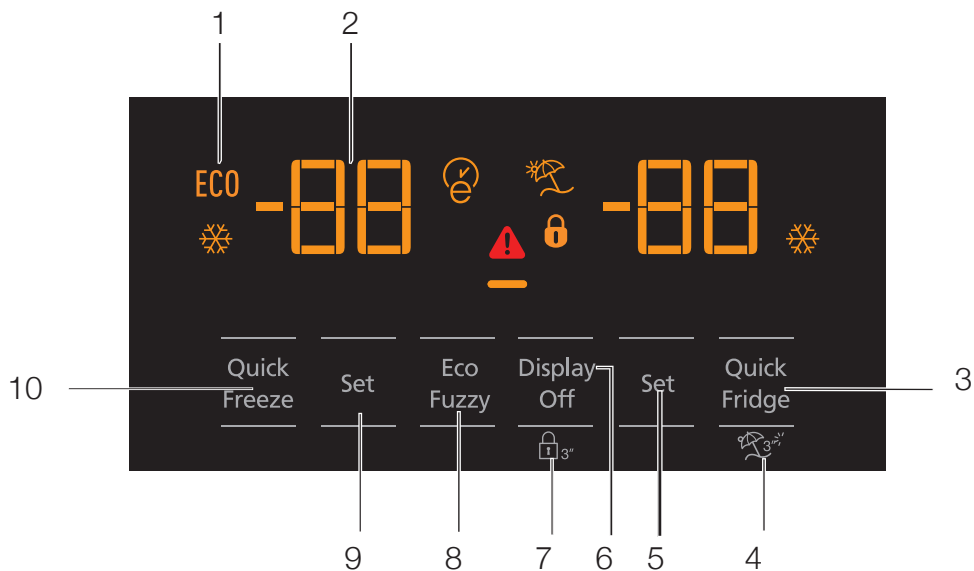 1
2
ECO
-88
e
-88
10
Quick
Freeze
Set
Eco
Fuzzy
Display
Off
Set
Quick
Fridge
3
3"
3"
9
8
7
6
5
4